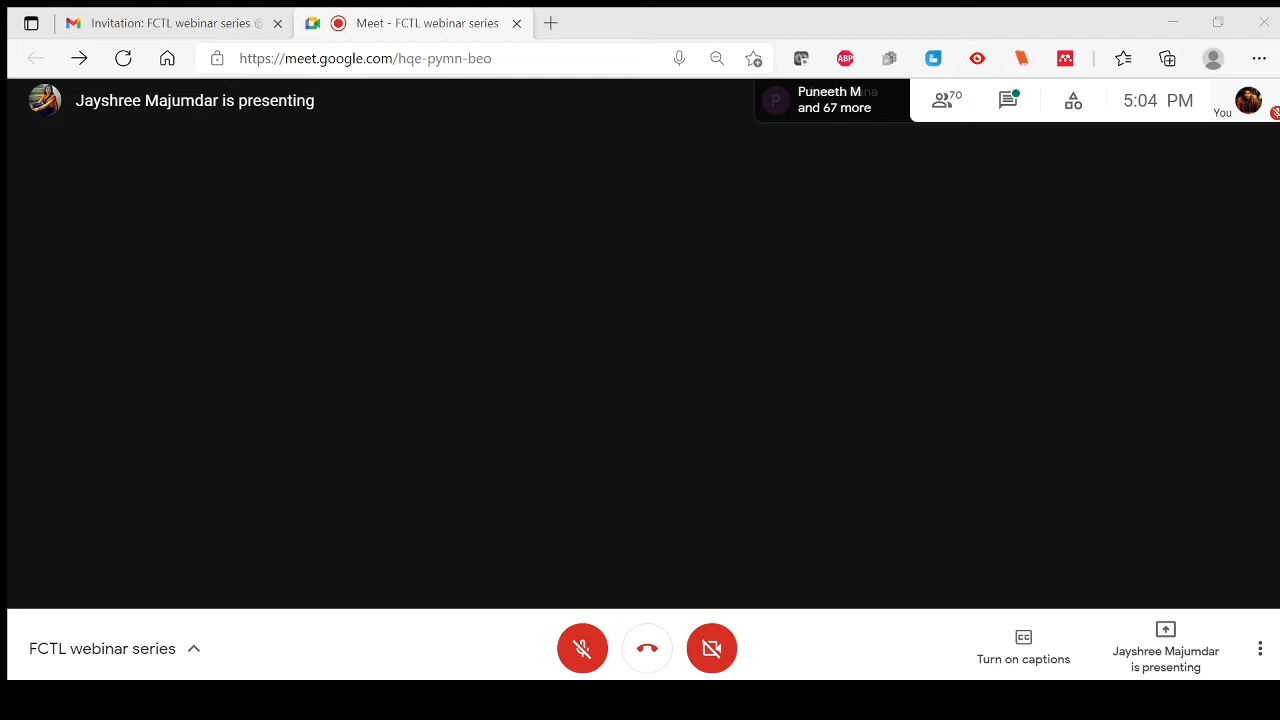 Invitation: FCTL webinar series @
Meet - FCTL webinar series
https://meet.google.com/hqe-pymn-beo
ABP
Jayshree Majumdar is presenting
P
Puneeth M
and 67 more
70
5:04 PM
You
FCTL webinar series
CC
Turn on captions
Jayshree Majumdar
is presenting